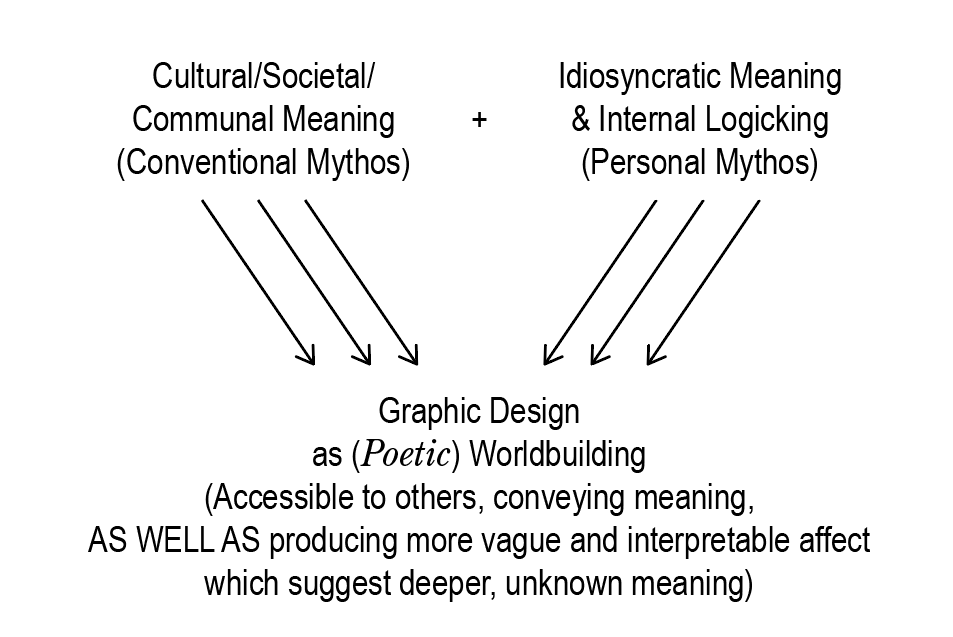 Cultural/Societal/
Communal Meaning
(Conventional Mythos)
+
Idiosyncratic Meaning
& Internal Logicking
(Personal Mythos)
Graphic Design
as (Poetic) Worldbuilding
(Accessible to others, conveying meaning,
AS WELL AS producing more vague and interpretable affect
which suggest deeper, unknown meaning)